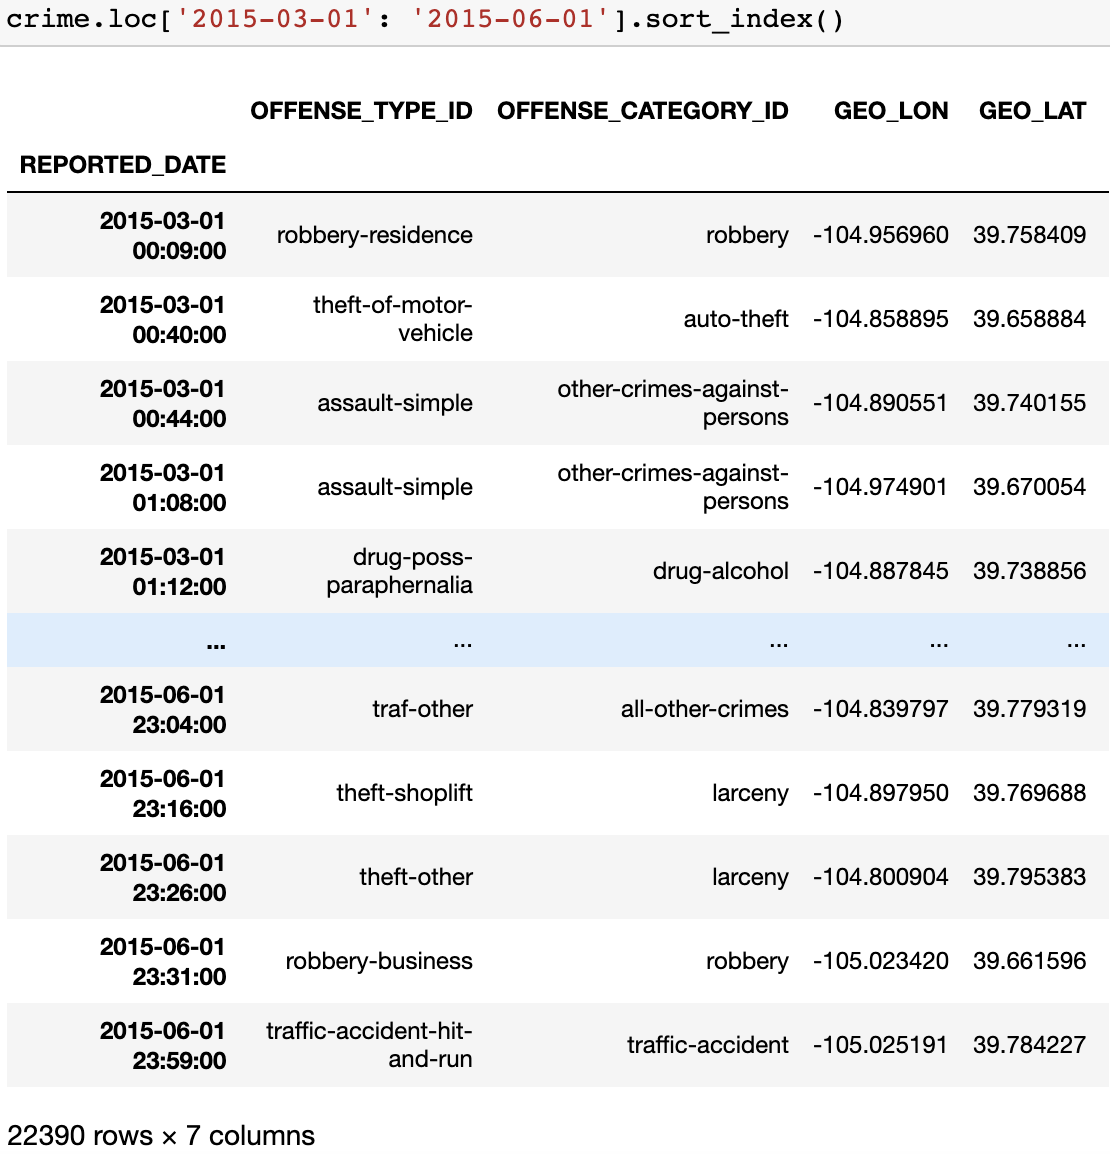 crime.loc['2015-03-01': '2015-06-01'].sort_index()
OFFENSE_TYPE_ID OFFENSE_CATEGORY_ID GEO_LON GEO_LAT
REPORTED_DATE
2015-03-01 00:09:00 robbery-residence robbery -104.956960 39.758409
2015-03-01 00:40:00 theft-of-motor-vehicle auto-theft -104.858895 39.658884
2015-03-01 00:44:00 assault-simple other-crimes-against-persons -104.890551 39.740155
2015-03-01 01:08:00 assault-simple other-crimes-against-persons -104.974901 39.670054
2015-03-01 01:12:00 drug-poss-paraphernalia drug-alcohol -104.887845 39.738856
... ... ... ... ...
2015-06-01 23:04:00 traf-other all-other-crimes -104.839797 39.779319
2015-06-01 23:16:00 theft-shoplift larceny -104.897950 39.769688
2015-06-01 23:26:00 theft-other larceny -104.800904 39.795383
2015-06-01 23:31:00 robbery-business robbery -105.023420 39.661596
2015-06-01 23:59:00 traffic-accident-hit-and-run traffic-accident -105.025191 39.784227
22390 rows × 7 columns